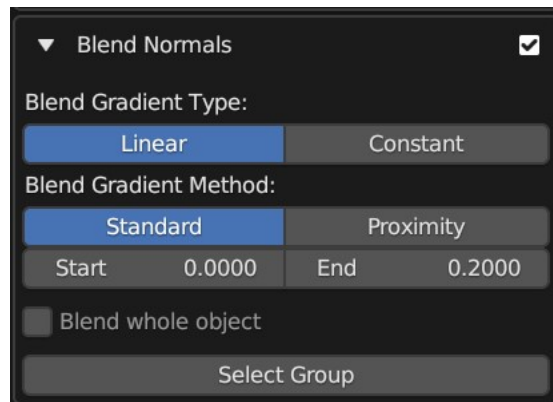 Blend Normals
Blend Gradient Type:
Linear Constant
Blend Gradient Method:
Standard Proximity
Start 0.0000 End 0.2000
Blend whole object
Select Group